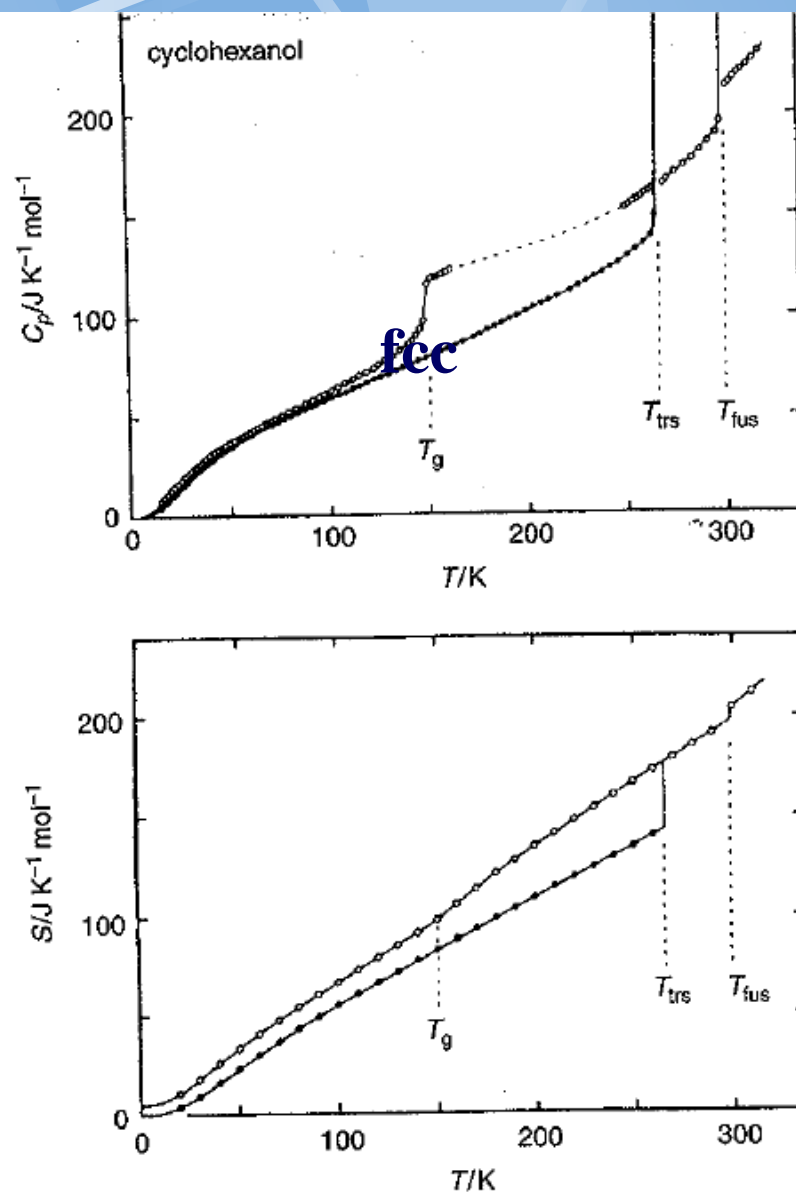 cyclohexanol
200
100
0
C_p/J K⁻¹ mol⁻¹
fcc
T_g
T_trs
T_fus
0
100
200
300
T/K
200
100
0
S/J K⁻¹ mol⁻¹
T_g
T_trs
T_fus
0
100
200
300
T/K